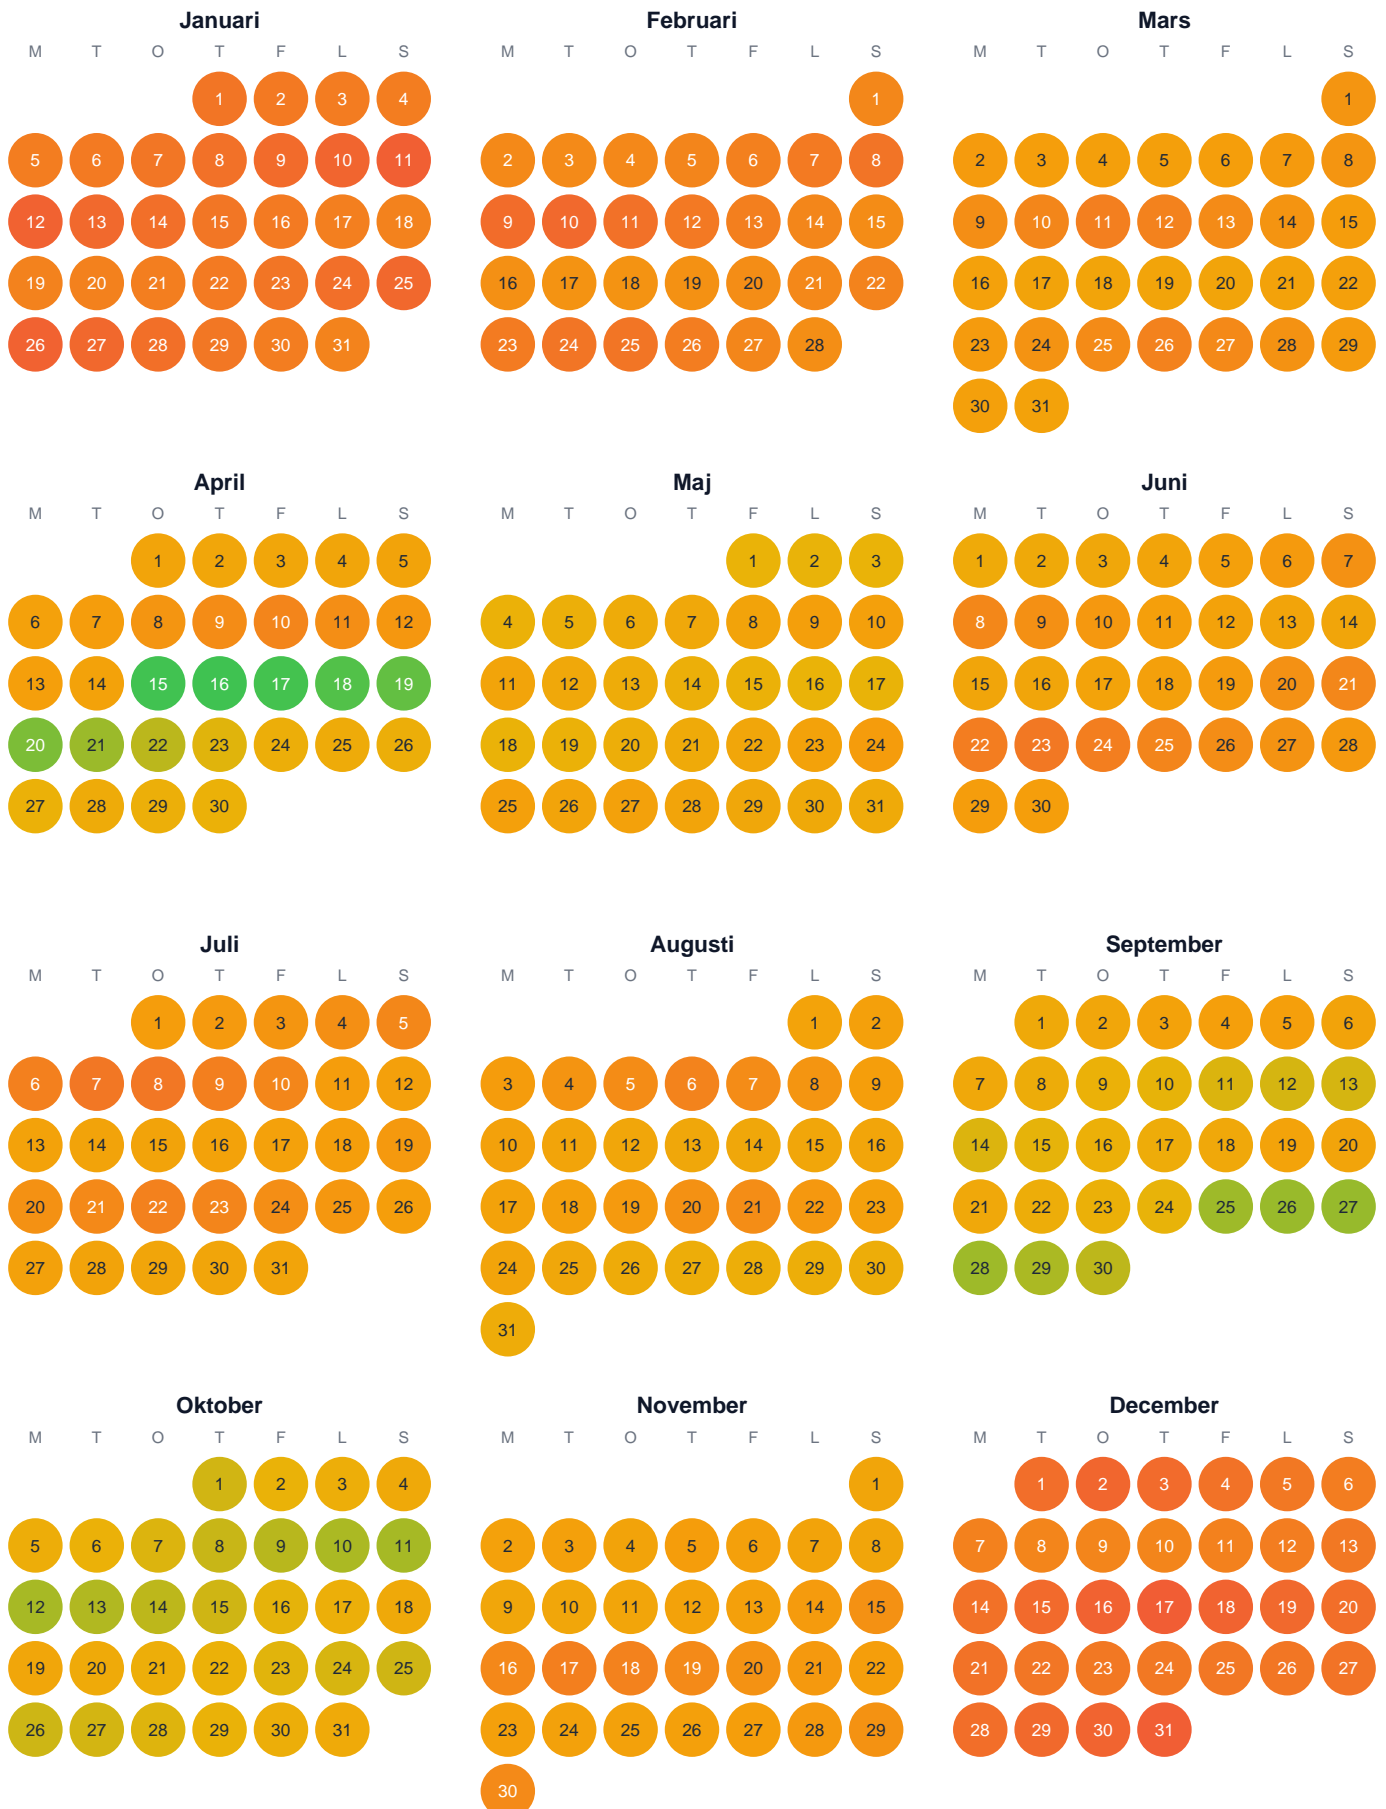 Januari Februari Mars
M T O T F L S M T O T F L S M T O T F L S
1 2 3 4 1 1
5 6 7 8 9 10 11 2 3 4 5 6 7 8 2 3 4 5 6 7 8
12 13 14 15 16 17 18 9 10 11 12 13 14 15 9 10 11 12 13 14 15
19 20 21 22 23 24 25 16 17 18 19 20 21 22 16 17 18 19 20 21 22
26 27 28 29 30 31 23 24 25 26 27 28 23 24 25 26 27 28 29
30 31
April Maj Juni
M T O T F L S M T O T F L S M T O T F L S
1 2 3 4 5 1 2 3 1 2 3 4 5 6 7
6 7 8 9 10 11 12 4 5 6 7 8 9 10 8 9 10 11 12 13 14
13 14 15 16 17 18 19 11 12 13 14 15 16 17 15 16 17 18 19 20 21
20 21 22 23 24 25 26 18 19 20 21 22 23 24 22 23 24 25 26 27 28
27 28 29 30 25 26 27 28 29 30 31 29 30
Juli Augusti September
M T O T F L S M T O T F L S M T O T F L S
1 2 3 4 5 1 2 1 2 3 4 5 6
6 7 8 9 10 11 12 3 4 5 6 7 8 9 7 8 9 10 11 12 13
13 14 15 16 17 18 19 10 11 12 13 14 15 16 14 15 16 17 18 19 20
20 21 22 23 24 25 26 17 18 19 20 21 22 23 21 22 23 24 25 26 27
27 28 29 30 31 24 25 26 27 28 29 30 28 29 30
31
Oktober November December
M T O T F L S M T O T F L S M T O T F L S
1 2 3 4 1 1 2 3 4 5 6
5 6 7 8 9 10 11 2 3 4 5 6 7 8 7 8 9 10 11 12 13
12 13 14 15 16 17 18 9 10 11 12 13 14 15 14 15 16 17 18 19 20
19 20 21 22 23 24 25 16 17 18 19 20 21 22 21 22 23 24 25 26 27
26 27 28 29 30 31 23 24 25 26 27 28 29 28 29 30 31
30